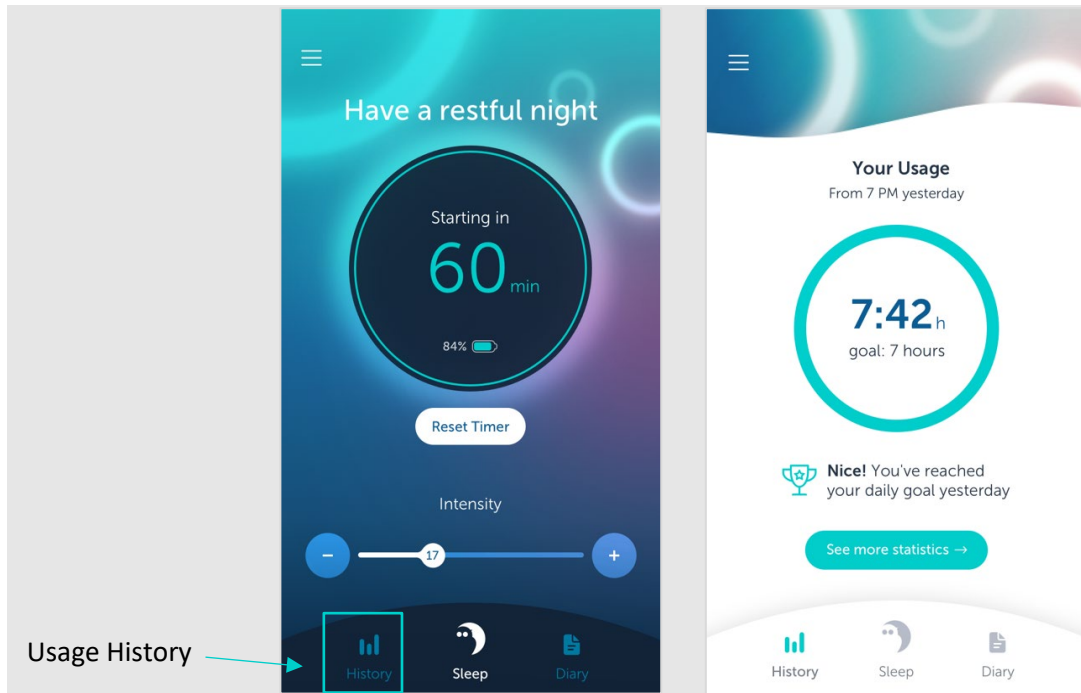 Have a restful night
Starting in
60 min
84%
Reset Timer
Intensity
- 17 +
History Sleep Diary
Usage History
Your Usage
From 7 PM yesterday
7:42 h
goal: 7 hours
Nice! You've reached
your daily goal yesterday
See more statistics →
History Sleep Diary